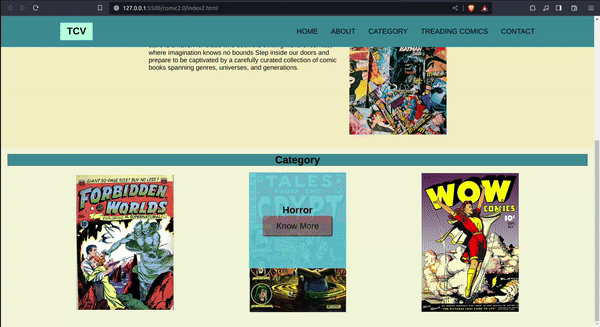 127.0.0.1:5500/comic2.0/index2.html
TCV
HOME ABOUT CATEGORY TREADING COMICS CONTACT
where imagination knows no bounds Step inside our doors and
prepare to be captivated by a carefully curated collection of comic
books spanning genres, universes, and generations.
BATMAN
Category
GIANT 52-PAGE SIZE! BUY NO LESS!
FORBIDDEN
WORLDS
TALES
FROM THE
CRYPT
Horror
Know More
WOW
COMICS
10¢